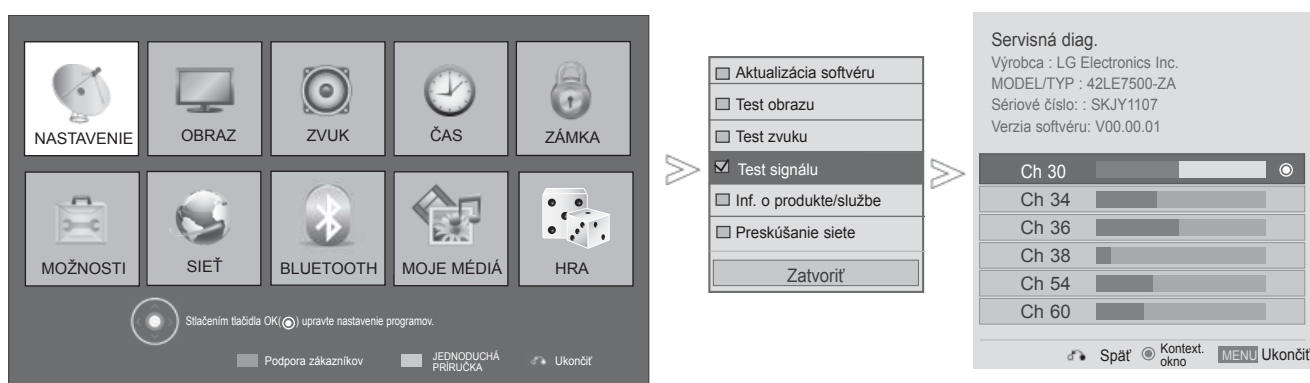 NASTAVENIE
OBRAZ
ZVUK
ČAS
ZÁMKA
MOŽNOSTI
SIEŤ
BLUETOOTH
MOJE MÉDIÁ
HRA
Stlačením tlačidla OK(◉) upravte nastavenie programov.
Podpora zákazníkov
JEDNODUCHÁ
PRÍRUČKA
Ukončiť
Aktualizácia softvéru
Test obrazu
Test zvuku
Test signálu
Inf. o produkte/službe
Preskúšanie siete
Zatvoriť
Servisná diag.
Výrobca : LG Electronics Inc.
MODEL/TYP : 42LE7500-ZA
Sériové číslo: : SKJY1107
Verzia softvéru: V00.00.01
Ch 30
Ch 34
Ch 36
Ch 38
Ch 54
Ch 60
Späť
Kontext.
okno
MENU Ukončiť